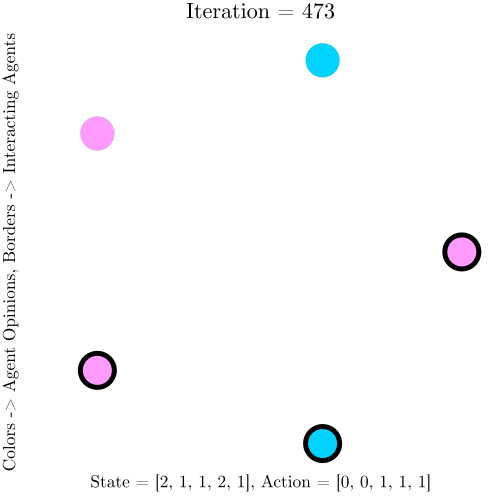 Iteration = 473
Colors -> Agent Opinions, Borders -> Interacting Agents
State = [2, 1, 1, 2, 1], Action = [0, 0, 1, 1, 1]